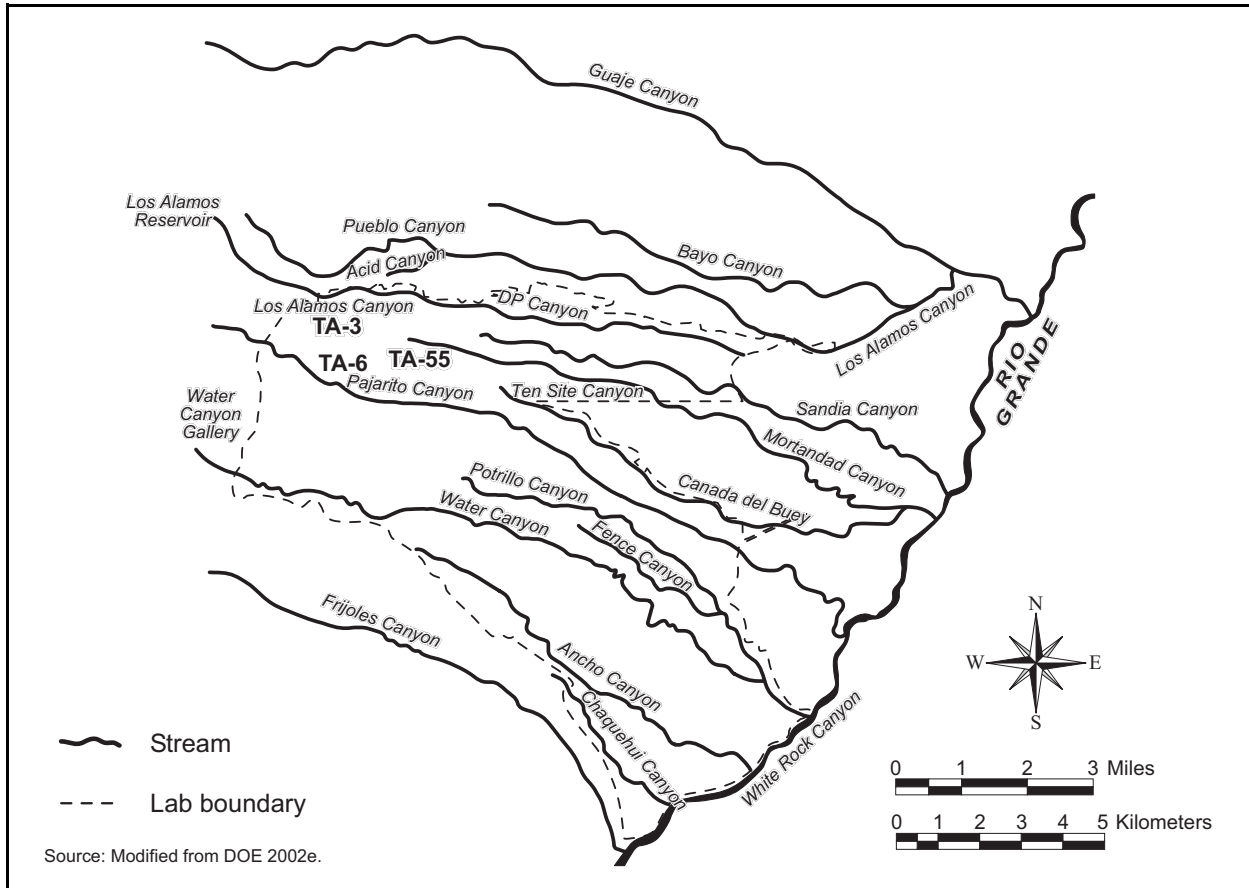 Guaje Canyon
Los Alamos
Reservoir
Pueblo Canyon
Acid Canyon
Bayo Canyon
Los Alamos Canyon
DP Canyon
Los Alamos Canyon
RIO
GRANDE
TA-3
TA-6
TA-55
Pajarito Canyon
Ten Site Canyon
Sandia Canyon
Water
Canyon
Gallery
Mortandad Canyon
Potrillo Canyon
Canada del Buey
Water Canyon
Fence Canyon
Frijoles Canyon
Ancho Canyon
Chaquehui Canyon
White Rock Canyon
N
W E
S
Stream
Lab boundary
0 1 2 3 Miles
0 1 2 3 4 5 Kilometers
Source: Modified from DOE 2002e.